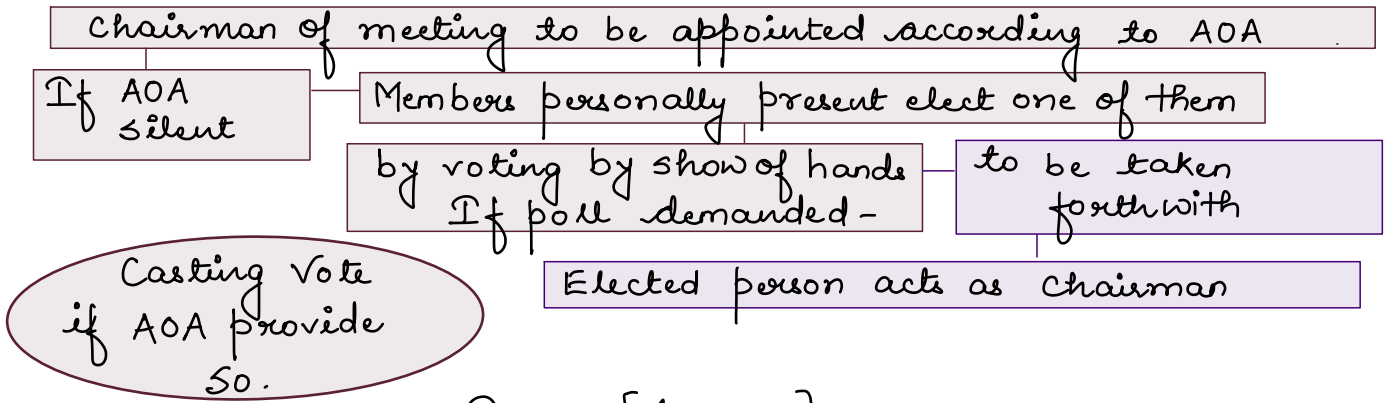 Chairman of meeting to be appointed according to AOA
If AOA
silent
Members personally present elect one of them
by voting by show of hands
If poll demanded -
to be taken
forthwith
Elected person acts as Chairman
Casting Vote
if AOA provide
so.